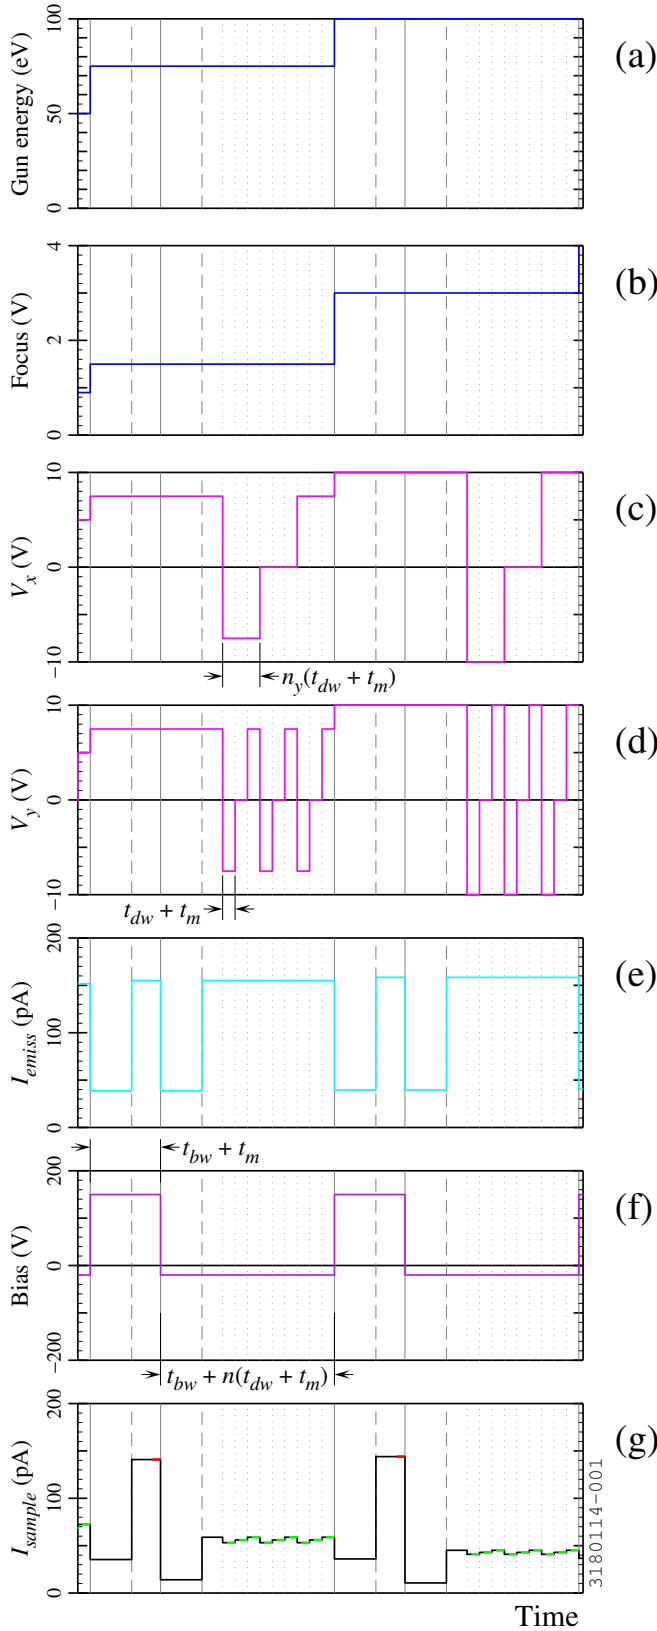 Gun energy (eV)
100
50
0
(a)
Focus (V)
4
2
0
(b)
V_x (V)
10
0
−10
(c)
n_y(t_dw + t_m)
V_y (V)
10
0
−10
(d)
t_dw + t_m
I_emiss (pA)
200
100
0
(e)
t_bw + t_m
Bias (V)
200
0
−200
(f)
t_bw + n(t_dw + t_m)
I_sample (pA)
200
100
0
(g)
3180114-001
Time